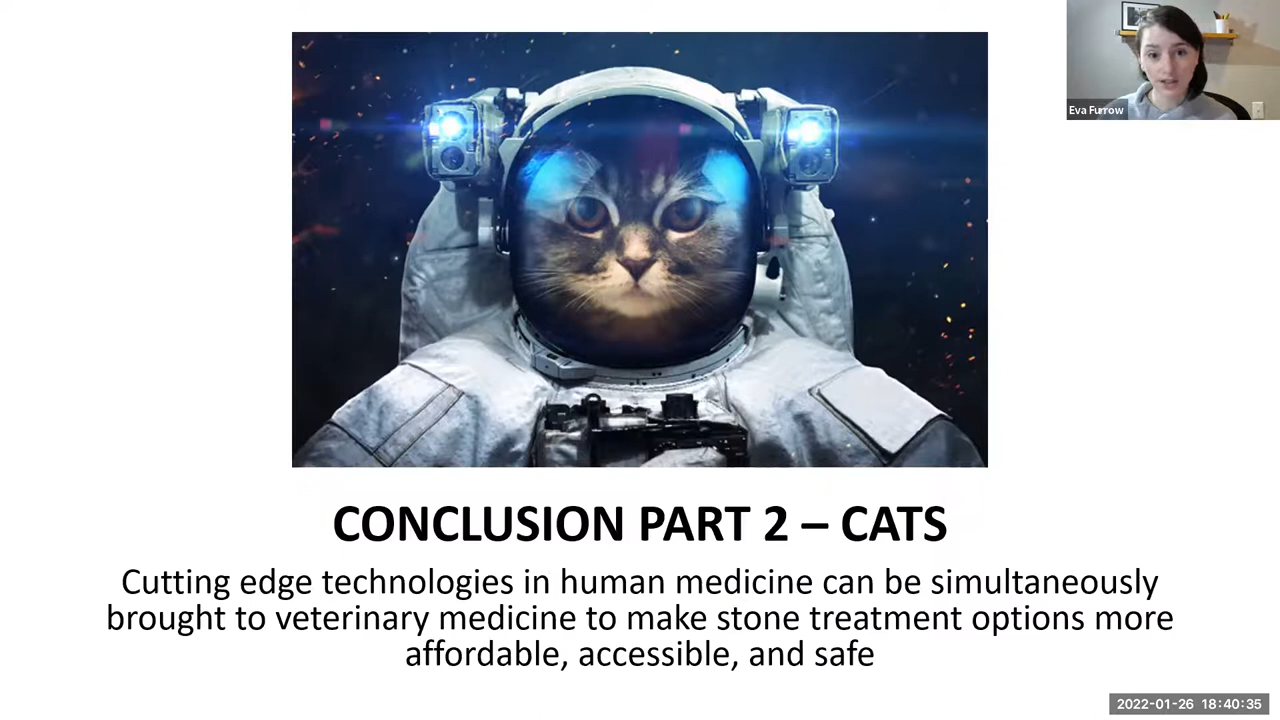 Eva Furrow
CONCLUSION PART 2 – CATS
Cutting edge technologies in human medicine can be simultaneously
brought to veterinary medicine to make stone treatment options more
affordable, accessible, and safe
2022-01-26 18:40:35